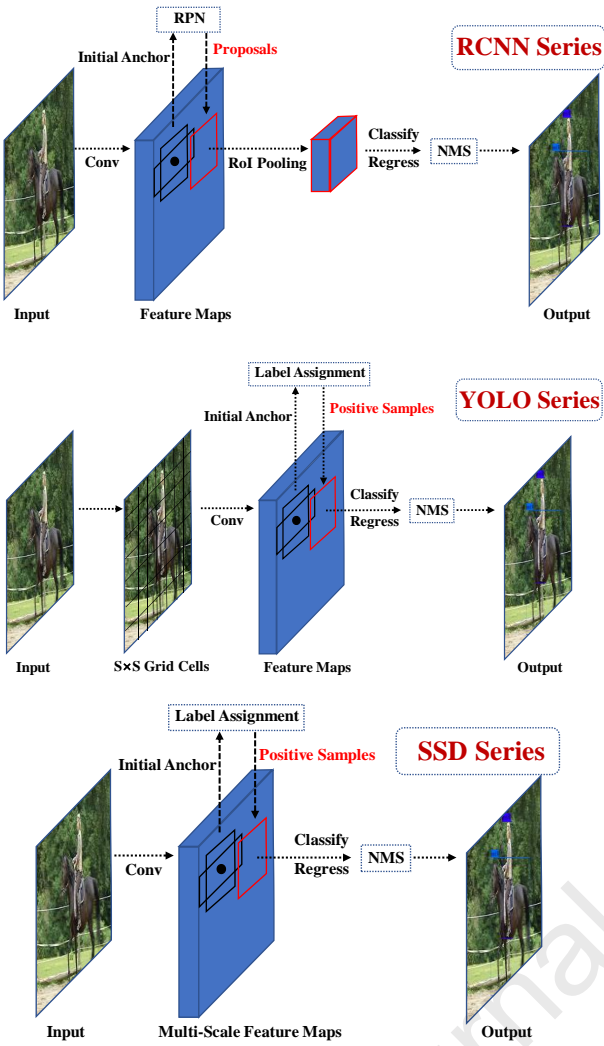 RPN
RCNN Series
Initial Anchor
Proposals
Conv
RoI Pooling
Classify
Regress
NMS
Input
Feature Maps
Output
Label Assignment
YOLO Series
Initial Anchor
Positive Samples
Conv
Classify
Regress
NMS
Input
S×S Grid Cells
Feature Maps
Output
Label Assignment
SSD Series
Initial Anchor
Positive Samples
Conv
Classify
Regress
NMS
Input
Multi-Scale Feature Maps
Output
rnal